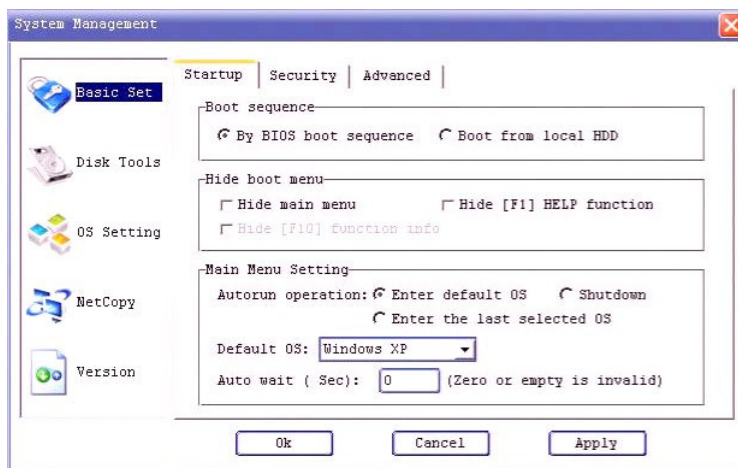 System Management
Basic Set
Disk Tools
OS Setting
NetCopy
Version
Startup
Security
Advanced
Boot sequence
By BIOS boot sequence
Boot from local HDD
Hide boot menu
Hide main menu
Hide [F1] HELP function
Hide [F10] function info
Main Menu Setting
Autorun operation: Enter default OS
Shutdown
Enter the last selected OS
Default OS: Windows XP
Auto wait ( Sec): 0 (Zero or empty is invalid)
Ok
Cancel
Apply